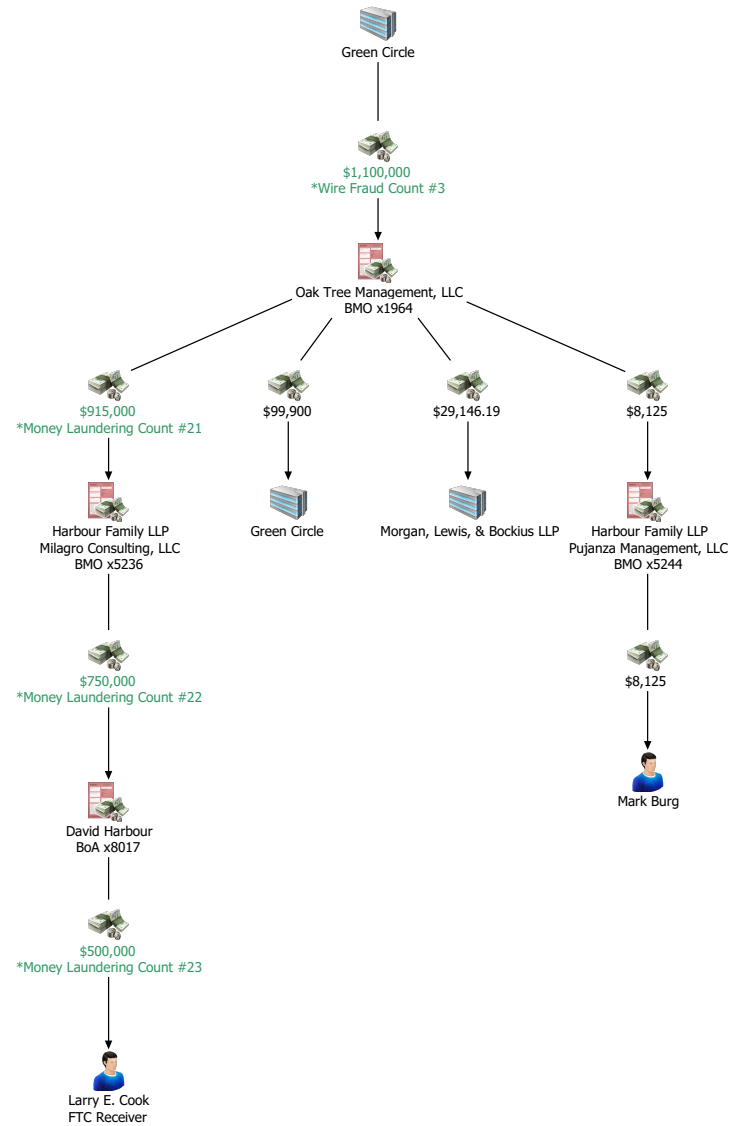 Green Circle
$1,100,000
*Wire Fraud Count #3
Oak Tree Management, LLC
BMO x1964
$915,000
*Money Laundering Count #21
$99,900
$29,146.19
$8,125
Harbour Family LLP
Milagro Consulting, LLC
BMO x5236
Green Circle
Morgan, Lewis, & Bockius LLP
Harbour Family LLP
Pujanza Management, LLC
BMO x5244
$750,000
*Money Laundering Count #22
$8,125
David Harbour
BoA x8017
Mark Burg
$500,000
*Money Laundering Count #23
Larry E. Cook
FTC Receiver